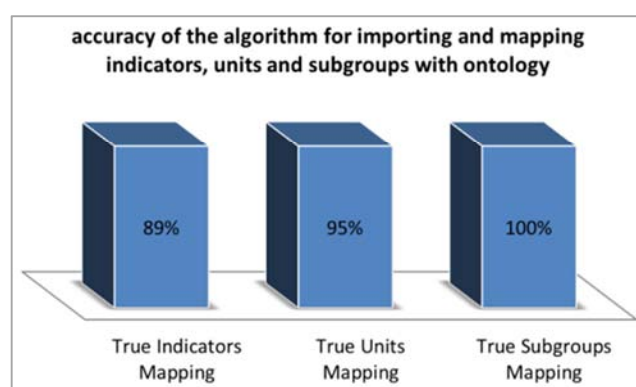 accuracy of the algorithm for importing and mapping
indicators, units and subgroups with ontology
89%
95%
100%
True Indicators
Mapping
True Units
Mapping
True Subgroups
Mapping